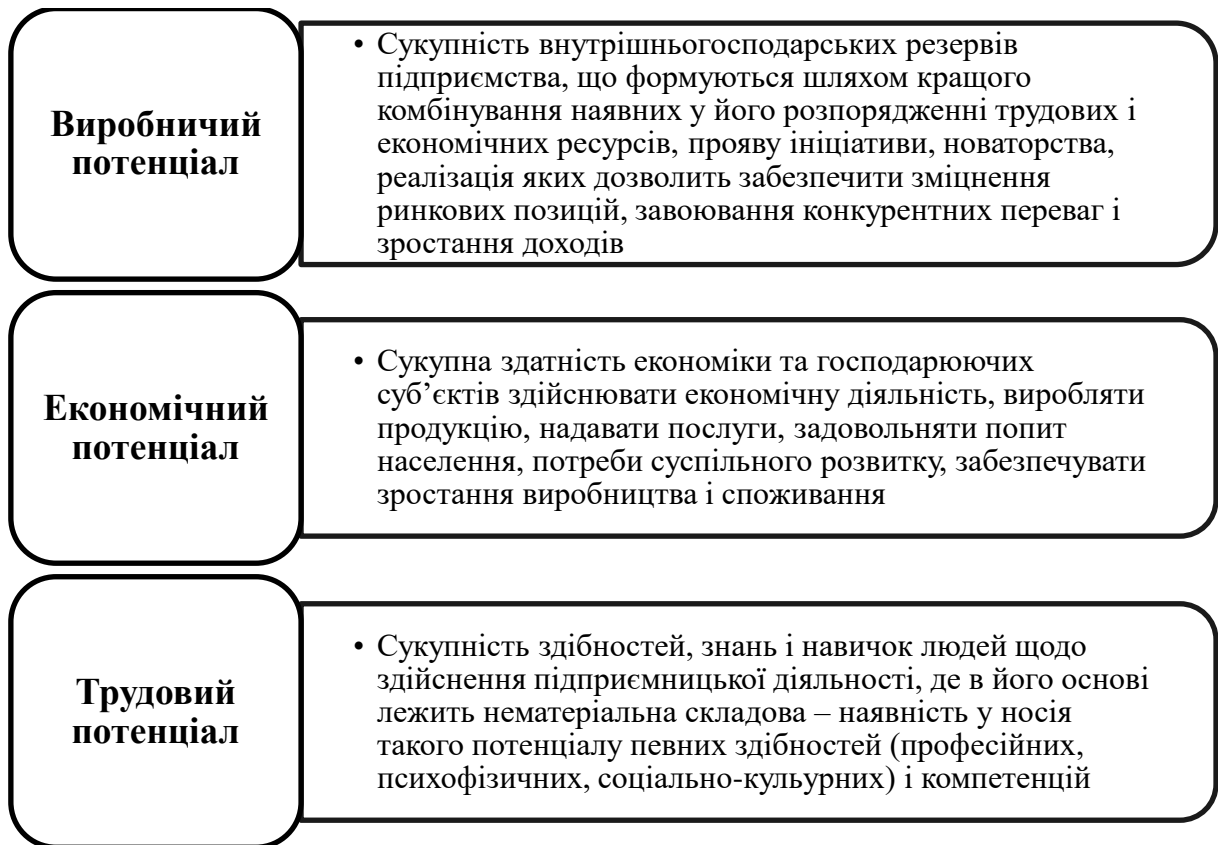 Виробничий
потенціал
• Сукупність внутрішньогосподарських резервів
підприємства, що формуються шляхом кращого
комбінування наявних у його розпорядженні трудових і
економічних ресурсів, прояву ініціативи, новаторства,
реалізація яких дозволить забезпечити зміцнення
ринкових позицій, завоювання конкурентних переваг і
зростання доходів
Економічний
потенціал
• Сукупна здатність економіки та господарюючих
суб’єктів здійснювати економічну діяльність, виробляти
продукцію, надавати послуги, задовольняти попит
населення, потреби суспільного розвитку, забезпечувати
зростання виробництва і споживання
Трудовий
потенціал
• Сукупність здібностей, знань і навичок людей щодо
здійснення підприємницької діяльності, де в його основі
лежить нематеріальна складова – наявність у носія
такого потенціалу певних здібностей (професійних,
психофізичних, соціально-кульурних) і компетенцій